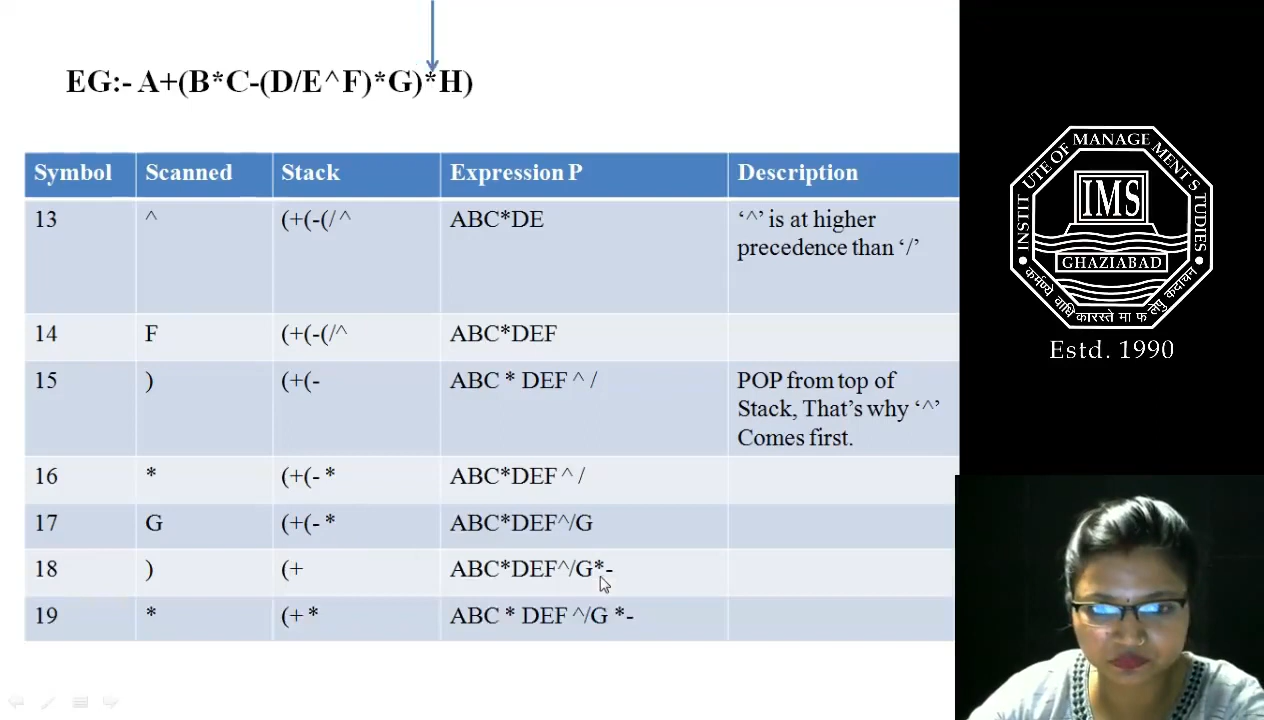 EG:- A+(B*C-(D/E^F)*G)*H)
Symbol Scanned Stack Expression P Description
13 ^ (+(-(/^ ABC*DE ‘^’ is at higher
precedence than ‘/’
14 F (+(-(/^ ABC*DEF
15 ) (+(- ABC * DEF ^ / POP from top of
Stack, That’s why ‘^’
Comes first.
16 * (+(- * ABC*DEF ^ /
17 G (+(- * ABC*DEF^/G
18 ) (+ ABC*DEF^/G*-
19 * (+ * ABC * DEF ^/G *-
INSTITUTE OF MANAGEMENT STUDIES
IMS
GHAZIABAD
Estd. 1990